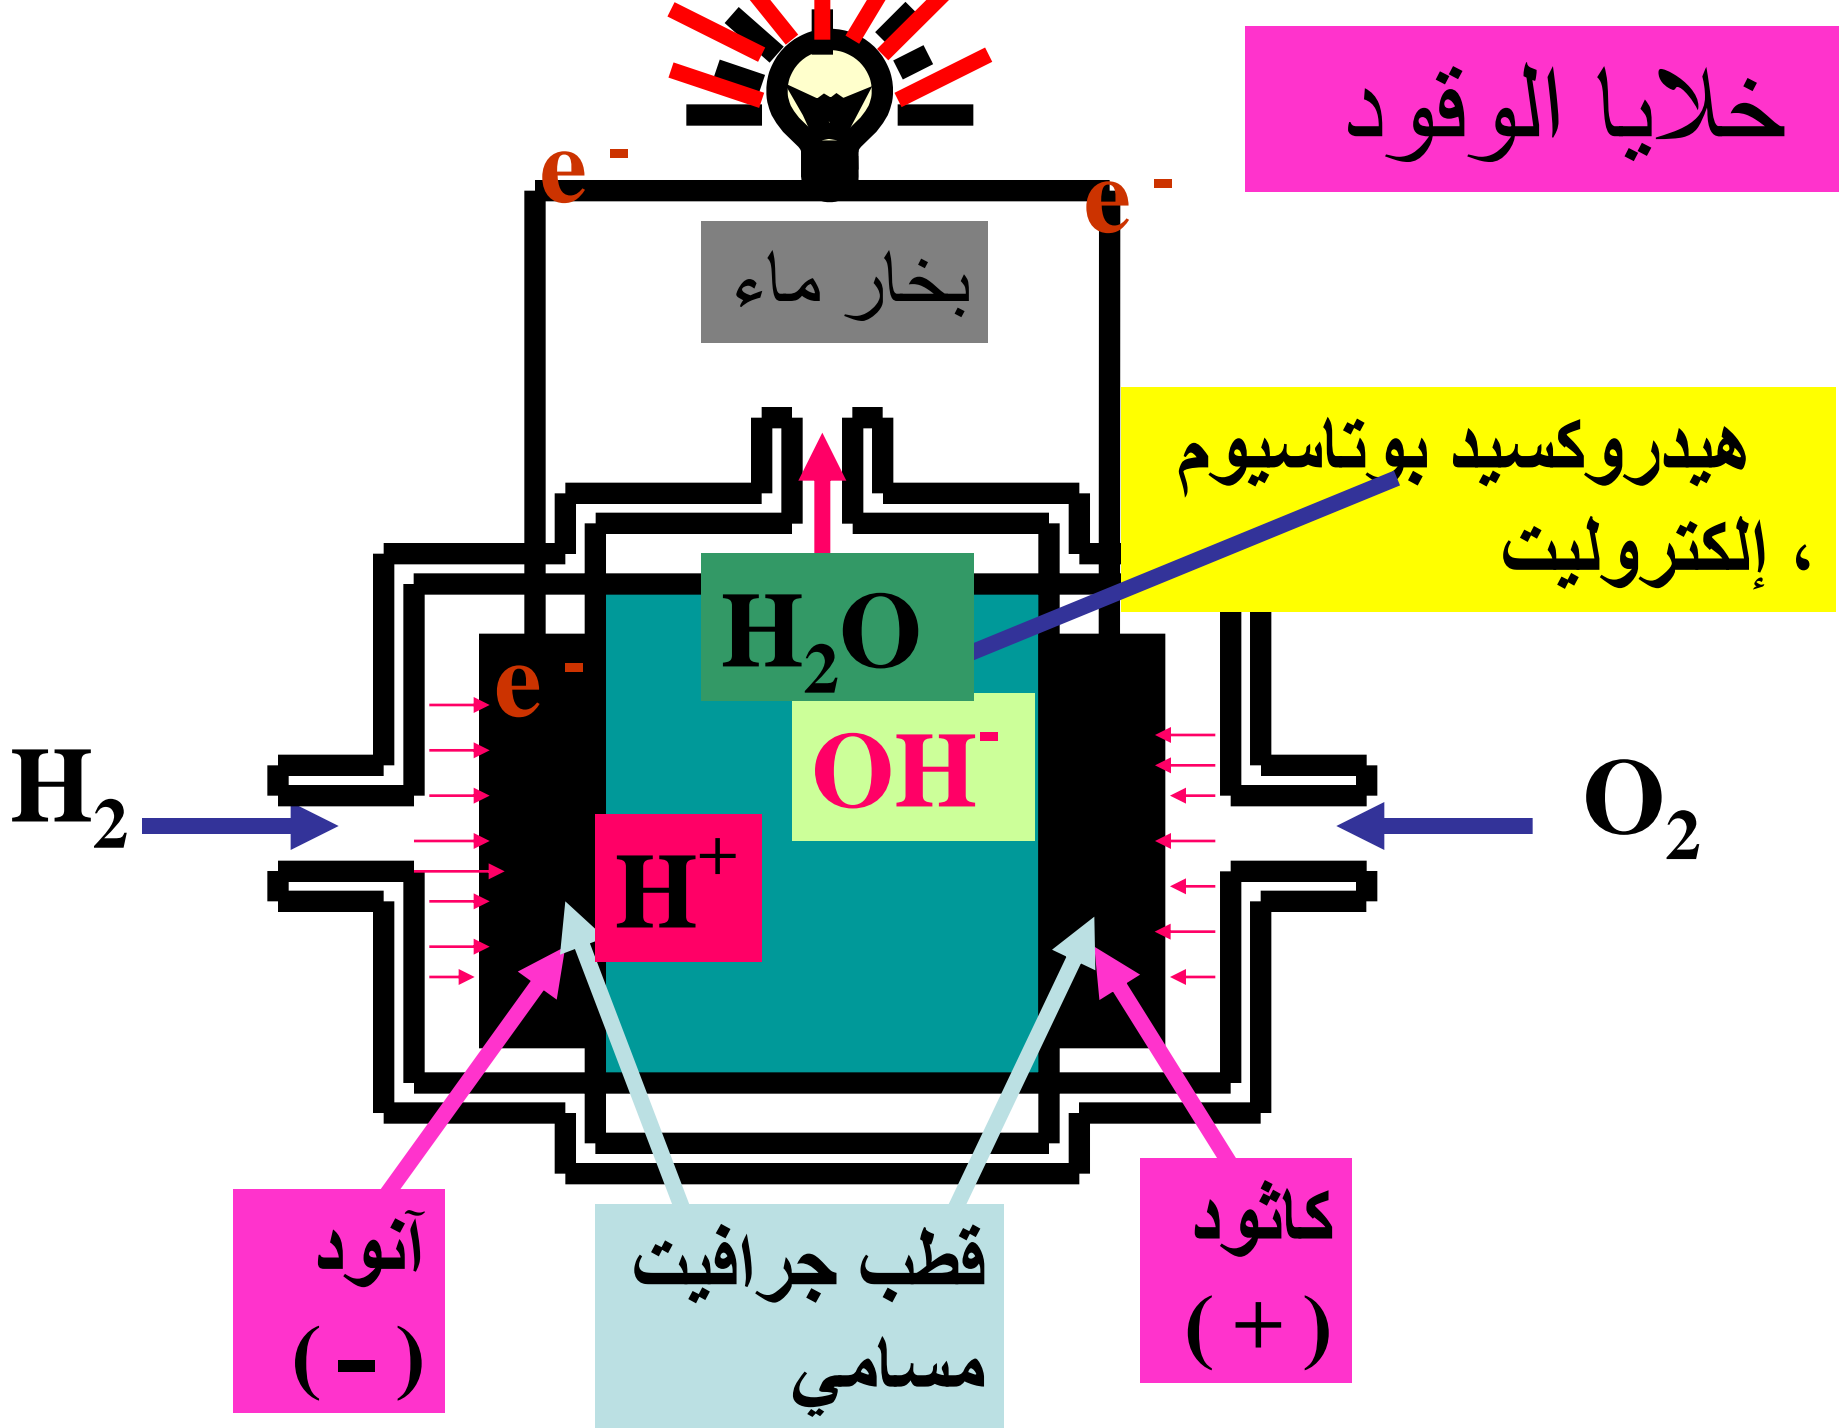 خلايا الوقود
e -
e -
بخار ماء
هيدروكسيد بوتاسيوم
، إلكتروليت
H2O
e -
OH-
H2
O2
H+
آنود
( - )
قطب جرافيت
مسامي
كاثود
( + )